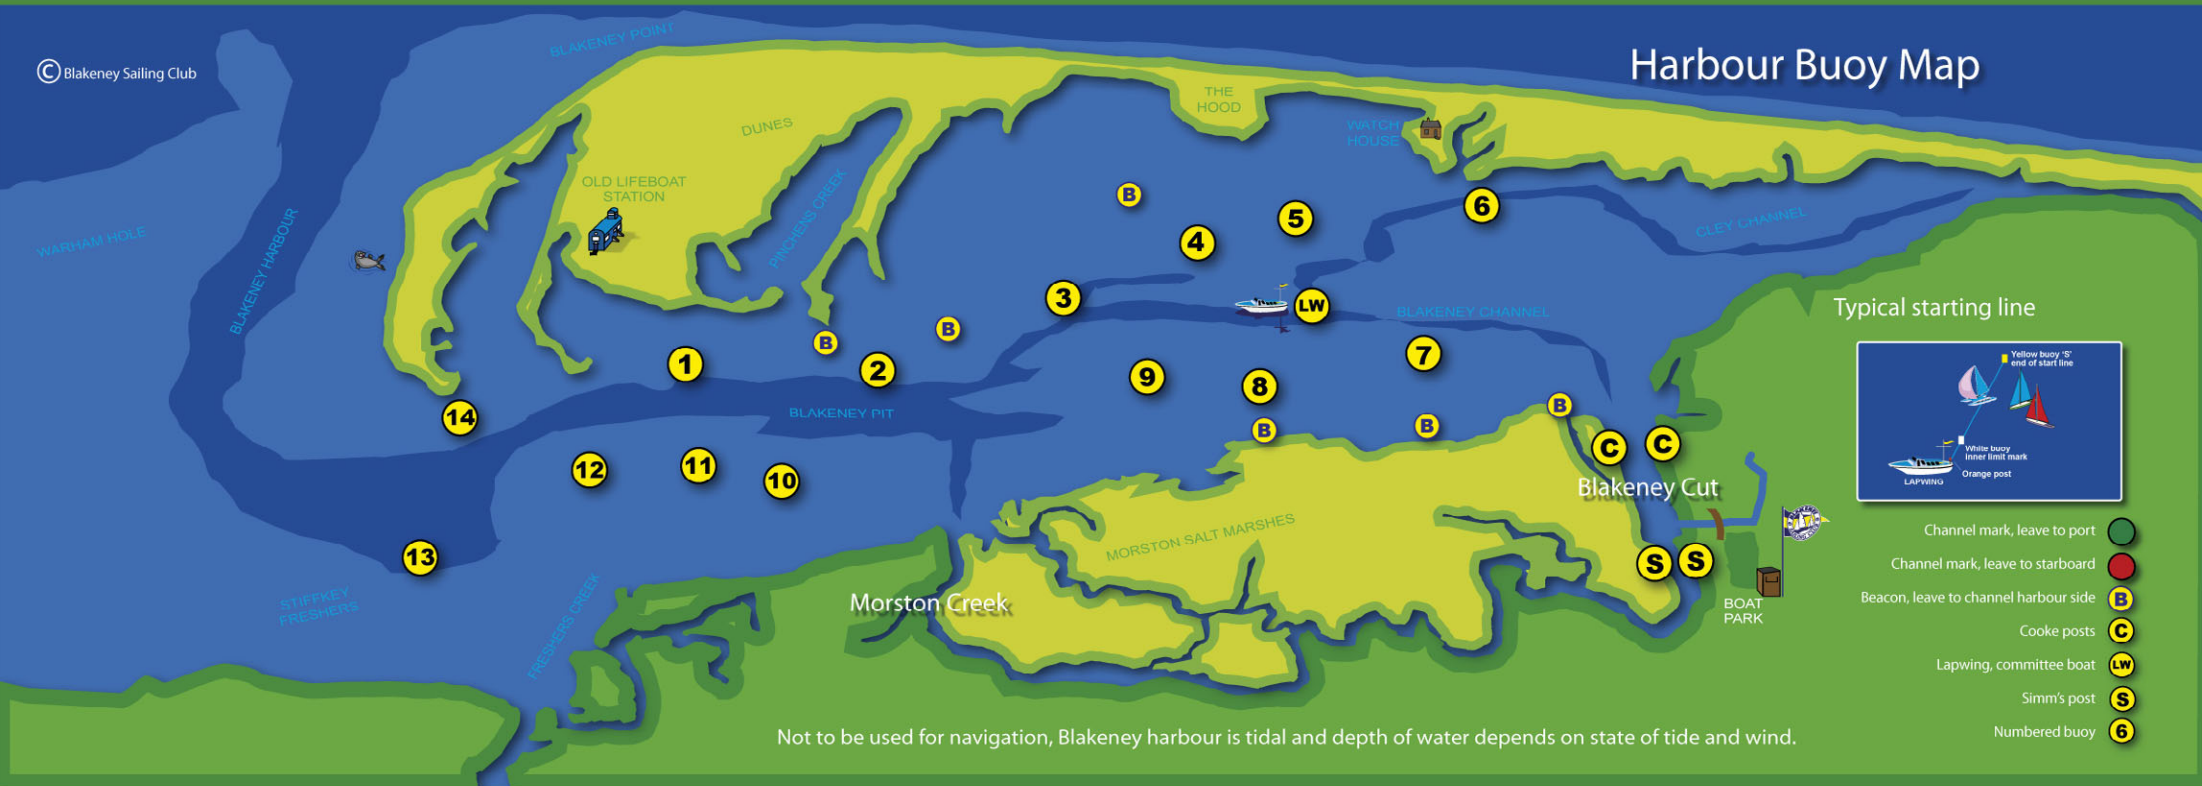 BLAKENEY POINT
Harbour Buoy Map
© Blakeney Sailing Club
THE
HOOD
DUNES
WATCH
HOUSE
OLD LIFEBOAT
STATION
PINCHENS CREEK
B
WARHAM HOLE
BLAKENEY HARBOUR
4
5
6
CLEY CHANNEL
3
LW
BLAKENEY CHANNEL
Typical starting line
B
B
1
2
7
9
8
Yellow buoy 'S'
end of start line
14
BLAKENEY PIT
B
B
B
C
C
White buoy
inner limit mark
Orange post
LAPWING
12
11
10
Blakeney Cut
MORSTON SALT MARSHES
13
S
S
STIFFKEY
FRESHERS
FRESHERS CREEK
Morston Creek
BOAT
PARK
Channel mark, leave to port
Channel mark, leave to starboard
Beacon, leave to channel harbour side B
Cooke posts C
Lapwing, committee boat LW
Simm's post S
Numbered buoy 6
Not to be used for navigation, Blakeney harbour is tidal and depth of water depends on state of tide and wind.